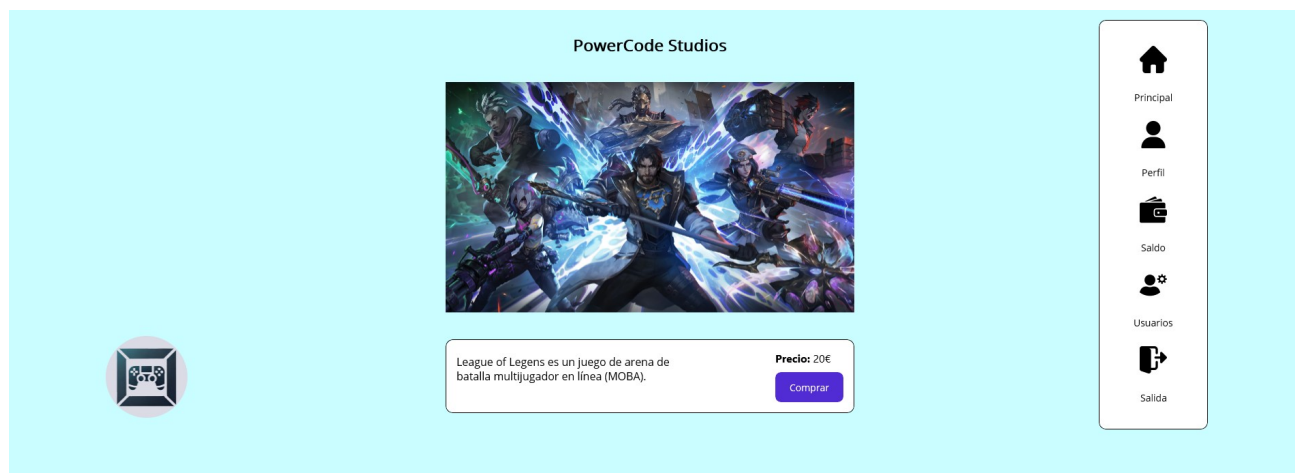 PowerCode Studios
League of Legens es un juego de arena de
batalla multijugador en línea (MOBA).
Precio: 20€
Comprar
Principal
Perfil
Saldo
Usuarios
Salida